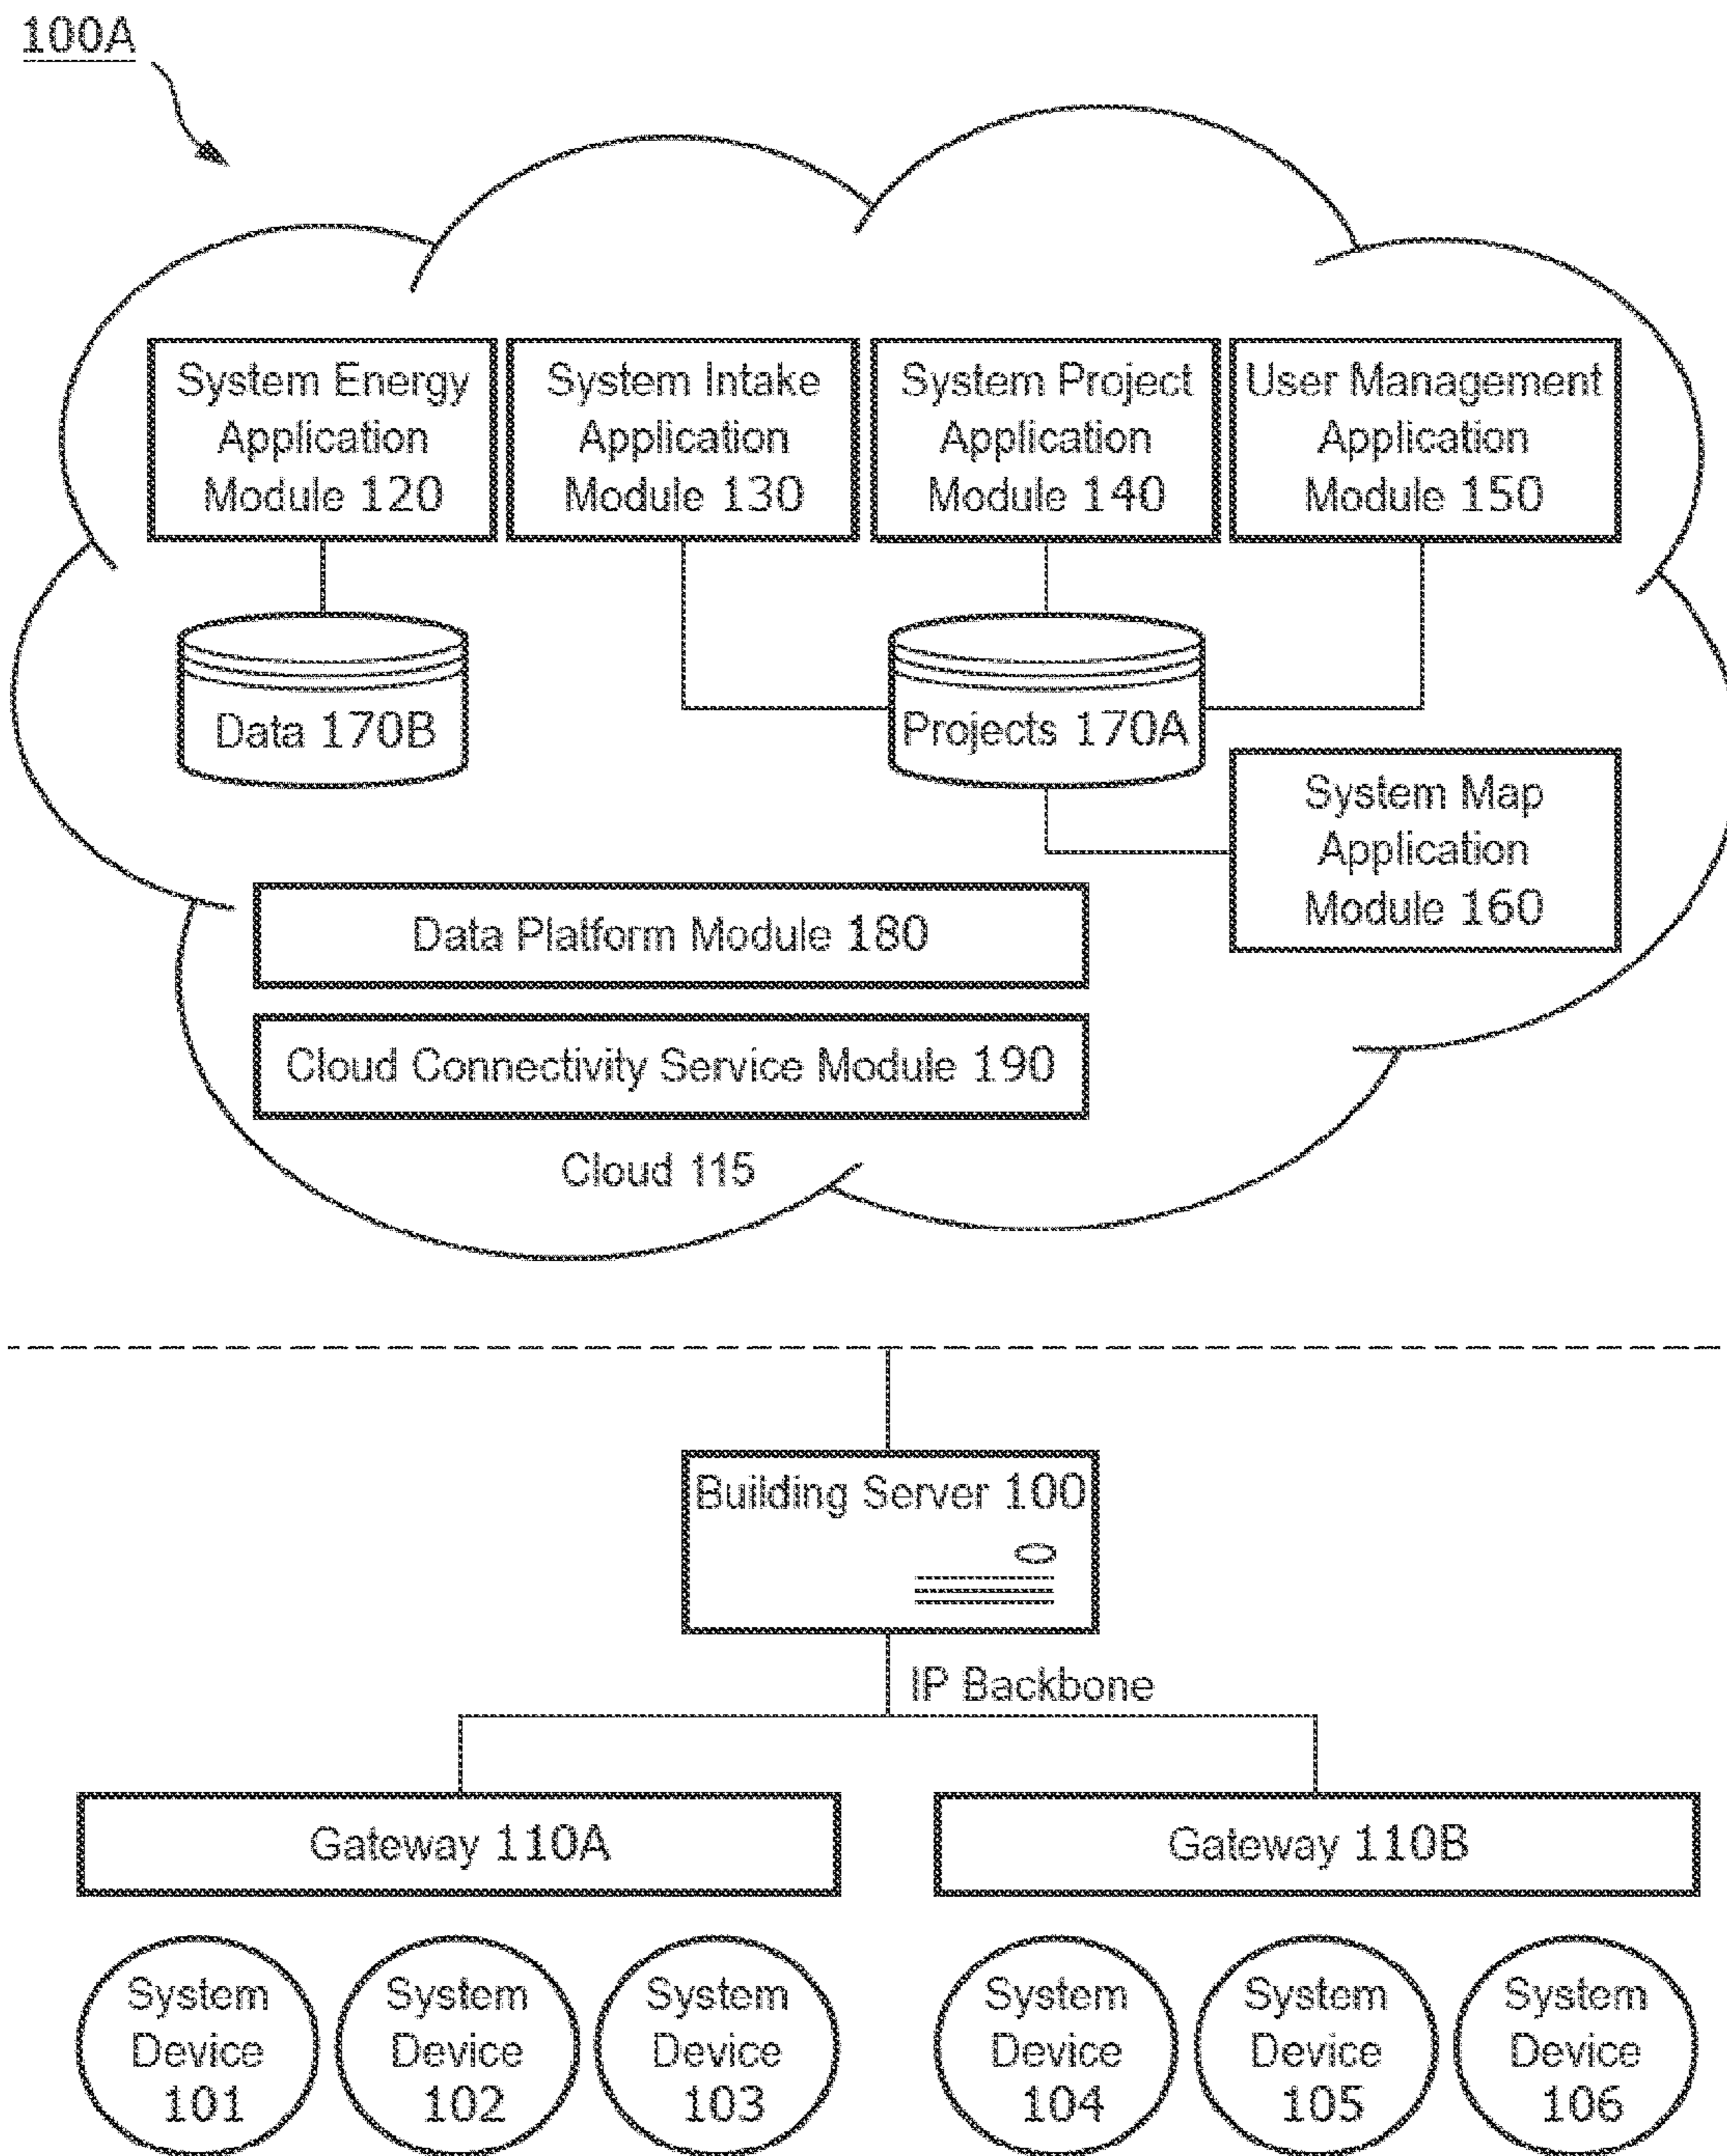 100A
System Energy
Application
Module 120
System Intake
Application
Module 130
System Project
Application
Module 140
User Management
Application
Module 150
Data 170B
Projects 170A
System Map
Application
Module 160
Data Platform Module 180
Cloud Connectivity Service Module 190
Cloud 115
Building Server 100
IP Backbone
Gateway 110A
Gateway 110B
System
Device
101
System
Device
102
System
Device
103
System
Device
104
System
Device
105
System
Device
106